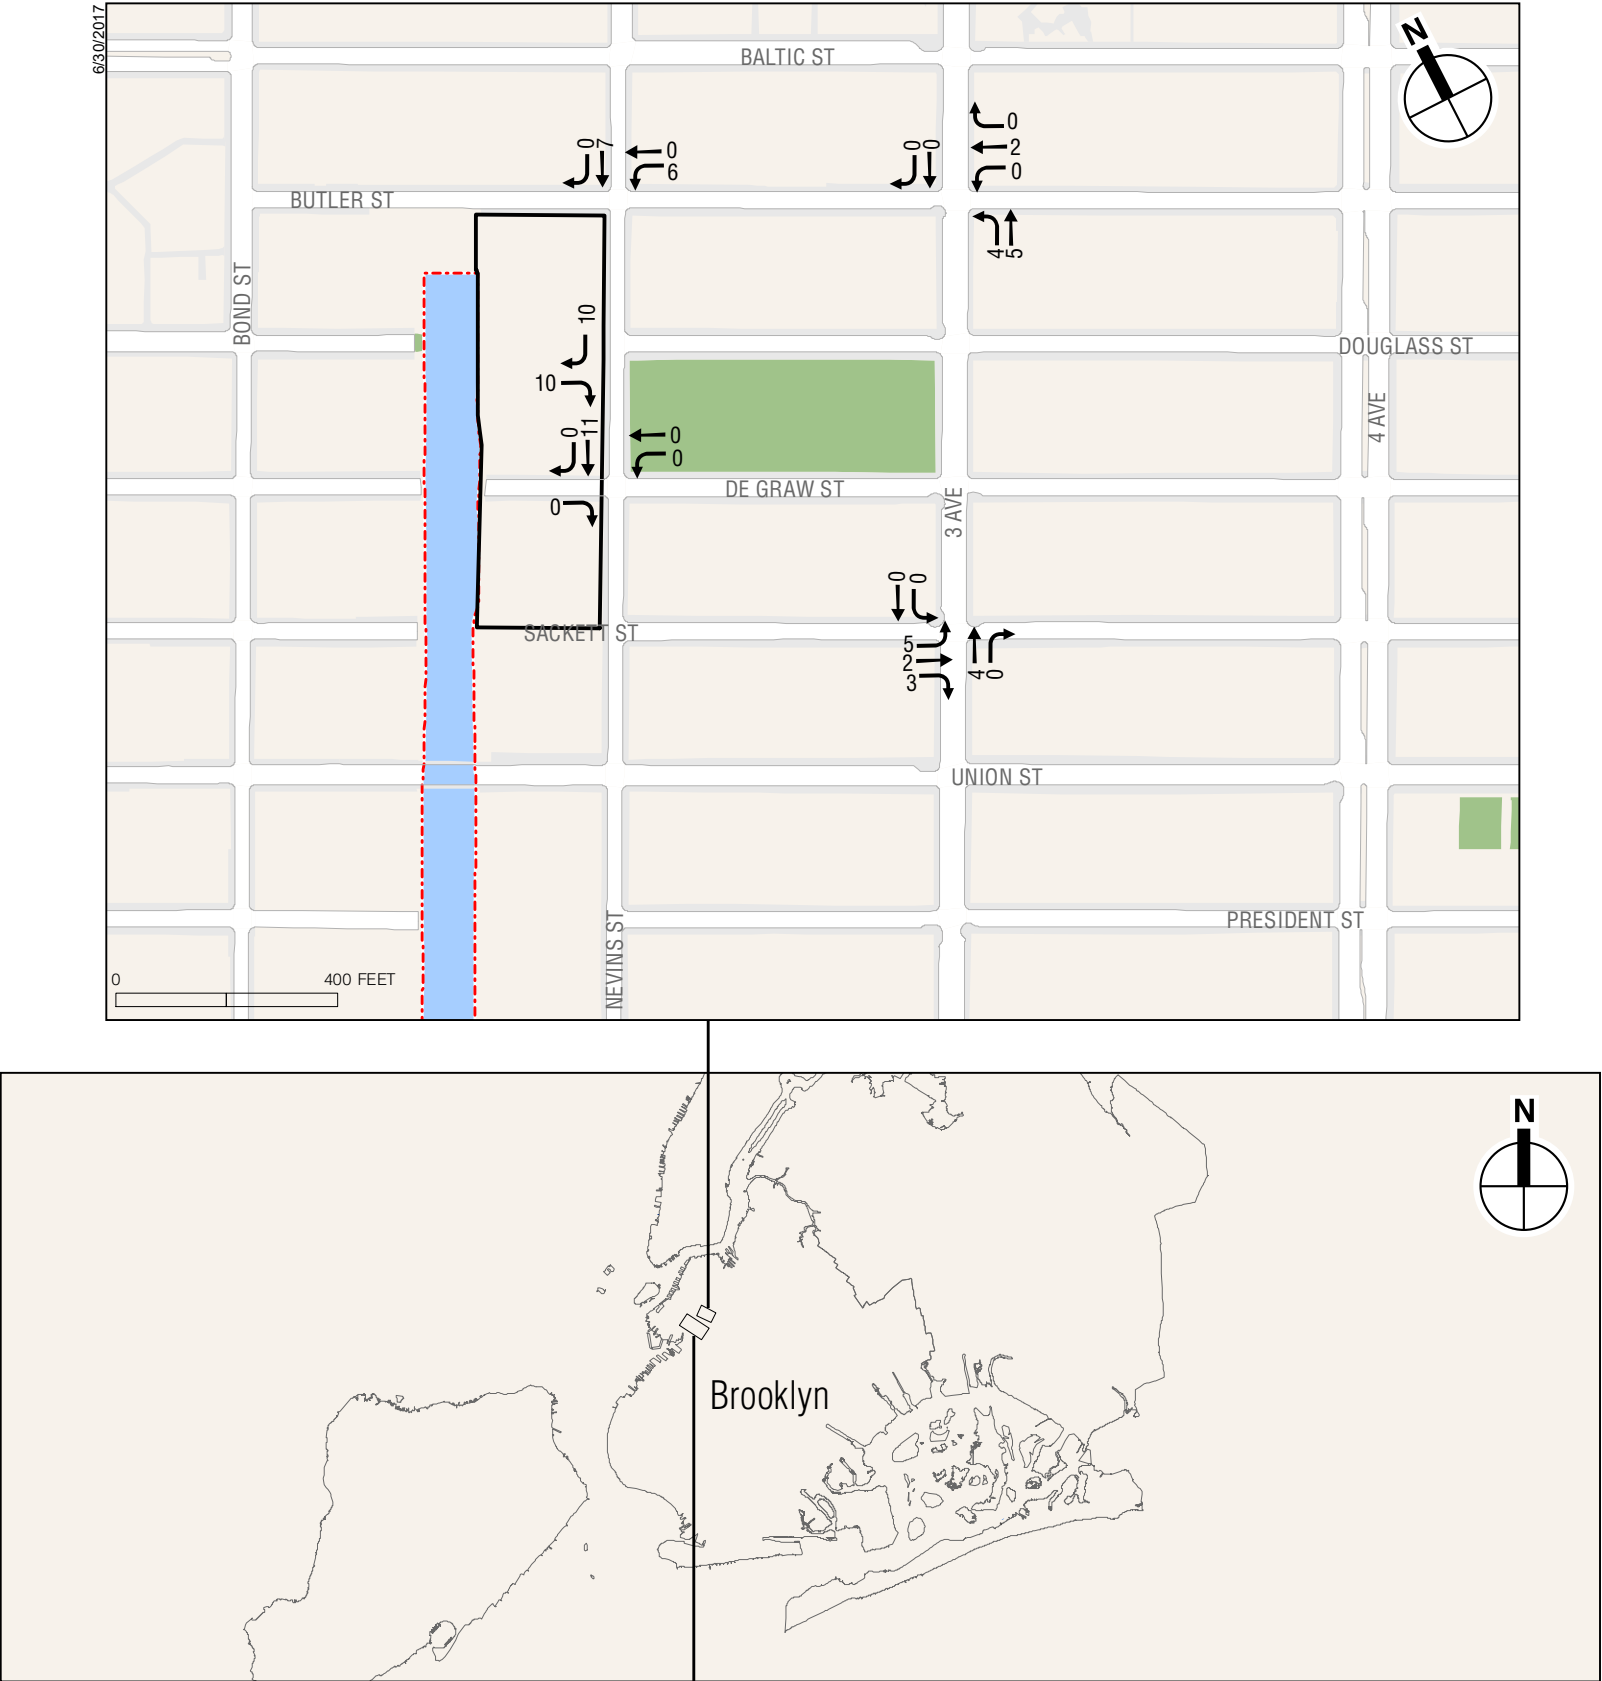 6/30/2017
N
BALTIC ST
0
7
0
6
0
0
0
2
0
BUTLER ST
4
5
BOND ST
10
10
DOUGLASS ST
4 AVE
0
11
0
0
DE GRAW ST
3 AVE
0
0
0
SACKETT ST
5
2
3
4
0
UNION ST
PRESIDENT ST
NEVINS ST
0
400 FEET
N
Brooklyn